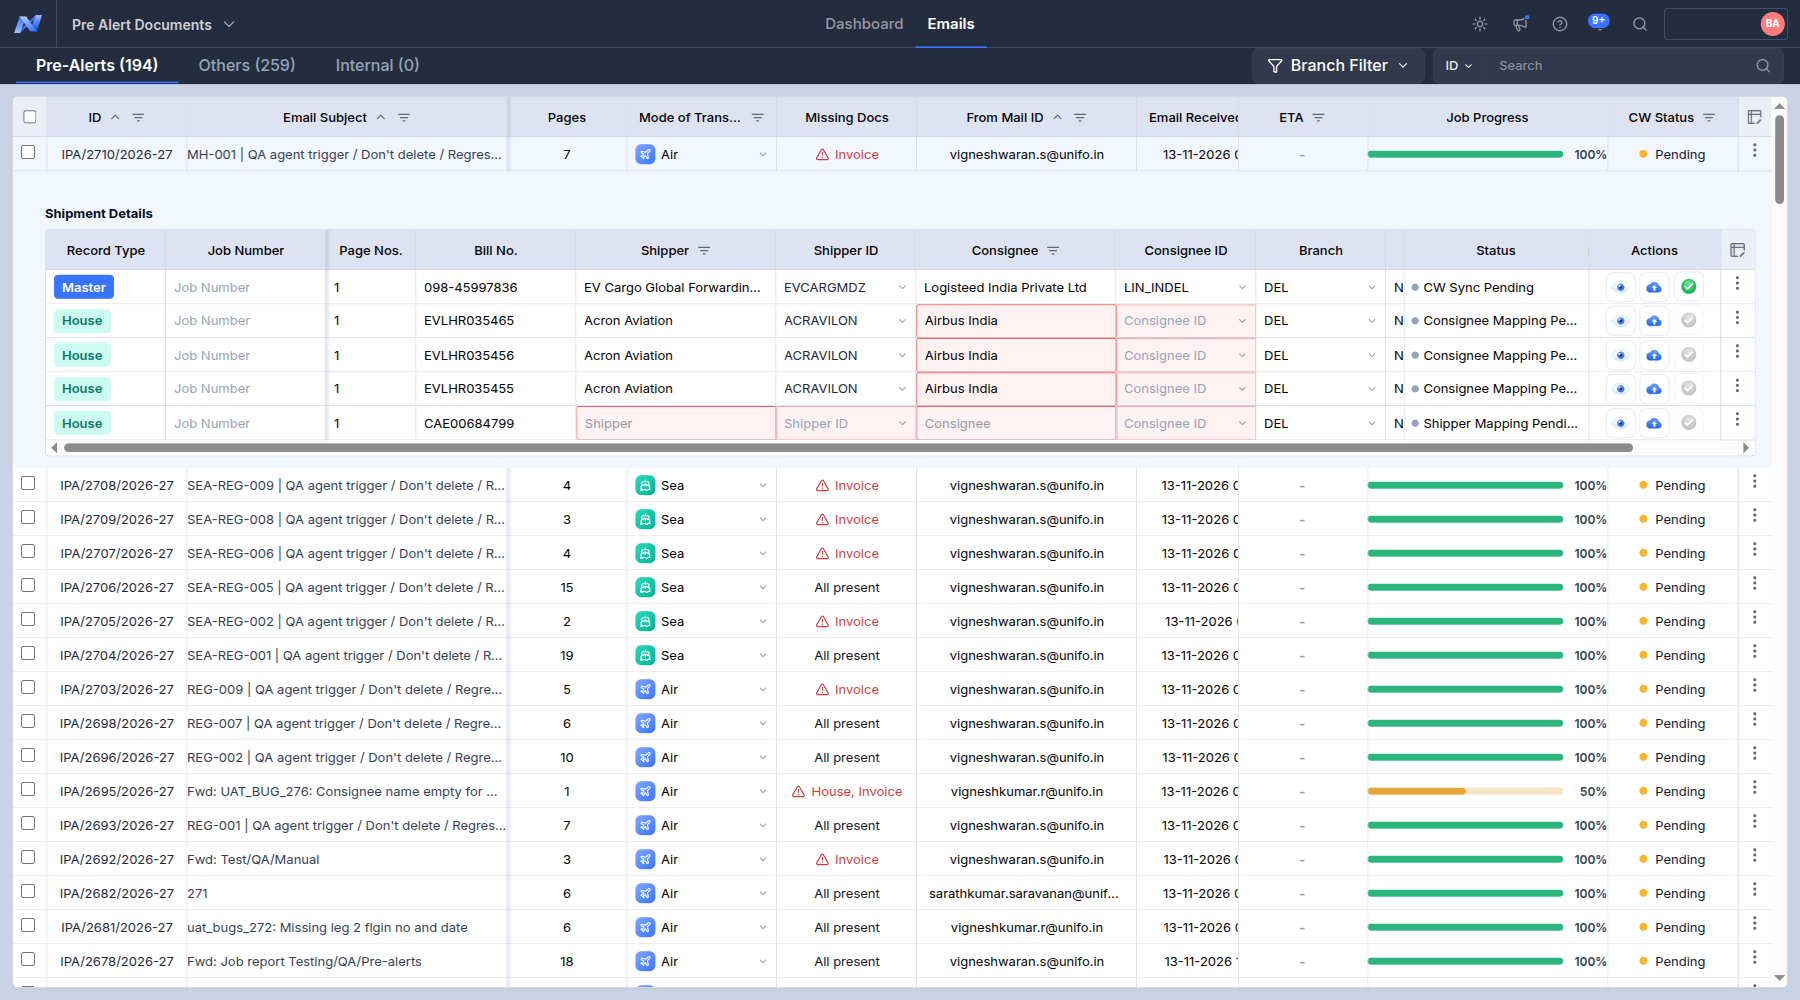 Pre Alert Documents
Dashboard
Emails
9+
BA
Pre-Alerts (194)
Others (259)
Internal (0)
Branch Filter
ID
Search
ID Email Subject Pages Mode of Trans... Missing Docs From Mail ID Email Received ETA Job Progress CW Status
IPA/2710/2026-27 MH-001 | QA agent trigger / Don't delete / Regres... 7 Air Invoice vigneshwaran.s@unifo.in 13-11-2026 - 100% Pending
Shipment Details
Record Type Job Number Page Nos. Bill No. Shipper Shipper ID Consignee Consignee ID Branch Status Actions
Master Job Number 1 098-45997836 EV Cargo Global Forwardin... EVCARGMDZ Logisteed India Private Ltd LIN_INDEL DEL N CW Sync Pending
House Job Number 1 EVLHR035465 Acron Aviation ACRAVILON Airbus India Consignee ID DEL N Consignee Mapping Pe...
House Job Number 1 EVLHR035456 Acron Aviation ACRAVILON Airbus India Consignee ID DEL N Consignee Mapping Pe...
House Job Number 1 EVLHR035455 Acron Aviation ACRAVILON Airbus India Consignee ID DEL N Consignee Mapping Pe...
House Job Number 1 CAE00684799 Shipper Shipper ID Consignee Consignee ID DEL N Shipper Mapping Pendi...
IPA/2708/2026-27 SEA-REG-009 | QA agent trigger / Don't delete / R... 4 Sea Invoice vigneshwaran.s@unifo.in 13-11-2026 - 100% Pending
IPA/2709/2026-27 SEA-REG-008 | QA agent trigger / Don't delete / R... 3 Sea Invoice vigneshwaran.s@unifo.in 13-11-2026 - 100% Pending
IPA/2707/2026-27 SEA-REG-006 | QA agent trigger / Don't delete / R... 4 Sea Invoice vigneshwaran.s@unifo.in 13-11-2026 - 100% Pending
IPA/2706/2026-27 SEA-REG-005 | QA agent trigger / Don't delete / R... 15 Sea All present vigneshwaran.s@unifo.in 13-11-2026 - 100% Pending
IPA/2705/2026-27 SEA-REG-002 | QA agent trigger / Don't delete / R... 2 Sea Invoice vigneshwaran.s@unifo.in 13-11-2026 - 100% Pending
IPA/2704/2026-27 SEA-REG-001 | QA agent trigger / Don't delete / R... 19 Sea All present vigneshwaran.s@unifo.in 13-11-2026 - 100% Pending
IPA/2703/2026-27 REG-009 | QA agent trigger / Don't delete / Regre... 5 Air Invoice vigneshwaran.s@unifo.in 13-11-2026 - 100% Pending
IPA/2698/2026-27 REG-007 | QA agent trigger / Don't delete / Regre... 6 Air All present vigneshwaran.s@unifo.in 13-11-2026 - 100% Pending
IPA/2696/2026-27 REG-002 | QA agent trigger / Don't delete / Regre... 10 Air All present vigneshwaran.s@unifo.in 13-11-2026 - 100% Pending
IPA/2695/2026-27 Fwd: UAT_BUG_276: Consignee name empty for ... 1 Air House, Invoice vigneshkumar.r@unifo.in 13-11-2026 - 50% Pending
IPA/2693/2026-27 REG-001 | QA agent trigger / Don't delete / Regres... 7 Air All present vigneshwaran.s@unifo.in 13-11-2026 - 100% Pending
IPA/2692/2026-27 Fwd: Test/QA/Manual 3 Air Invoice vigneshwaran.s@unifo.in 13-11-2026 - 100% Pending
IPA/2682/2026-27 271 6 Air All present sarathkumar.saravanan@unif... 13-11-2026 - 100% Pending
IPA/2681/2026-27 uat_bugs_272: Missing leg 2 flgin no and date 6 Air All present vigneshkumar.r@unifo.in 13-11-2026 - 100% Pending
IPA/2678/2026-27 Fwd: Job report Testing/QA/Pre-alerts 18 Air All present vigneshwaran.s@unifo.in 13-11-2026 - 100% Pending